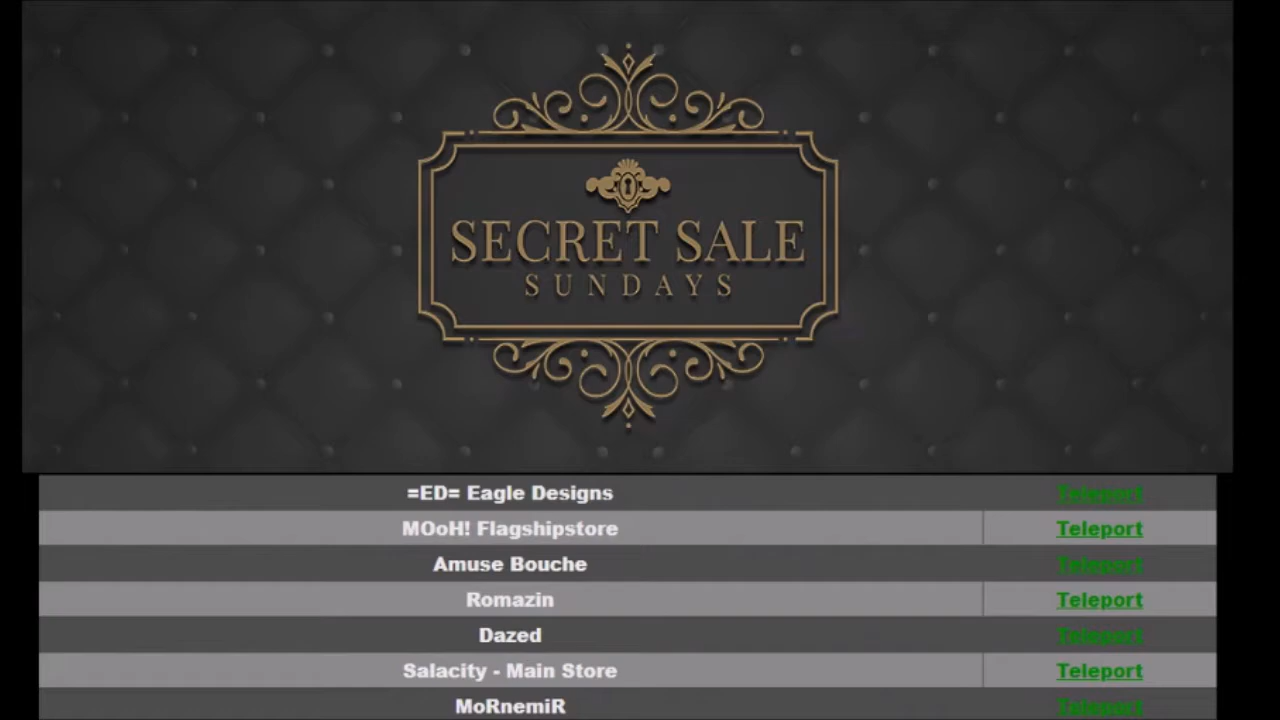 SECRET SALE
SUNDAYS
=ED= Eagle Designs Teleport
MOoH! Flagshipstore Teleport
Amuse Bouche Teleport
Romazin Teleport
Dazed Teleport
Salacity - Main Store Teleport
MoRnemiR Teleport